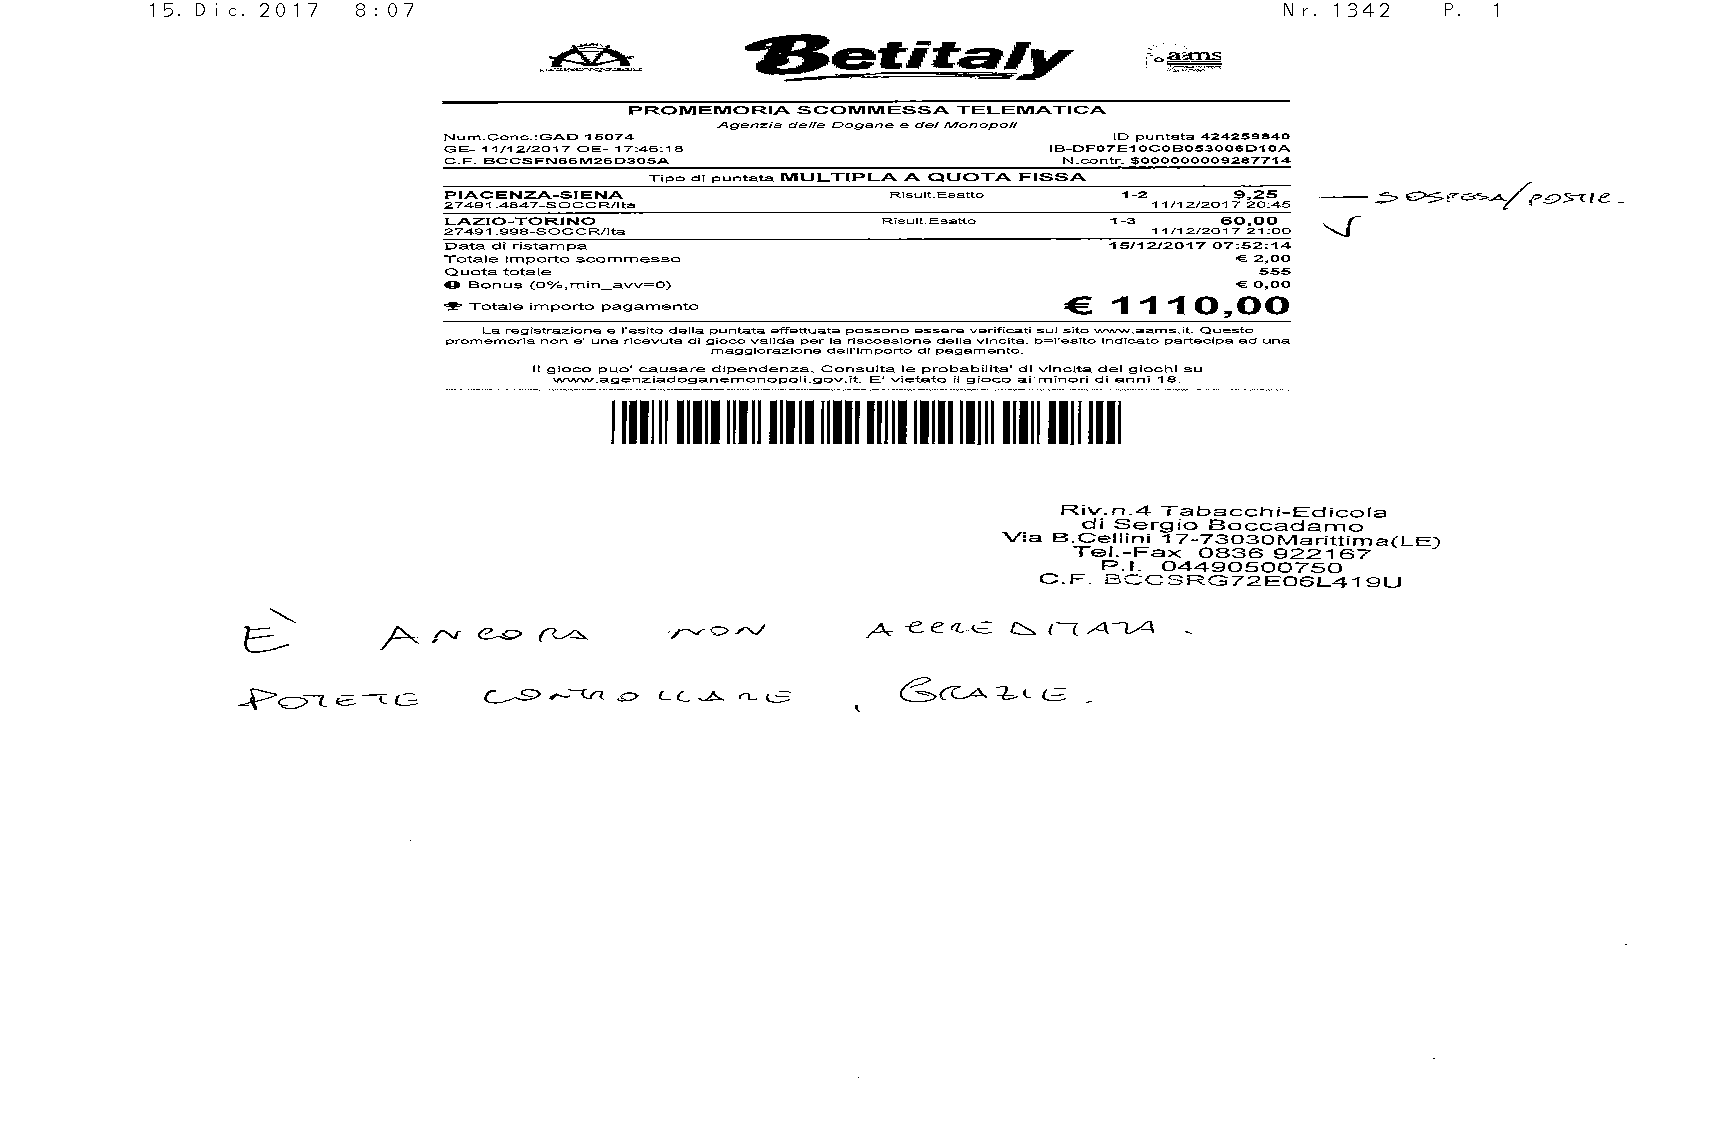 15. Dic. 2017 8:07 Nr. 1342 P. 1
Betitaly
aams
PROMEMORIA SCOMMESSA TELEMATICA
Agenzia delle Dogane e dei Monopoli
Num.Conc.:GAD 15074 ID puntata 424259840
GE- 11/12/2017 OE- 17:46:18 IB-DF07E10C0B053006D10A
C.F. BCCSFN66M26D305A N.contr. $000000009287714
Tipo di puntata MULTIPLA A QUOTA FISSA
PIACENZA-SIENA Risult.Esatto 1-2 9,25
27491.4847-SOCCR/Ita 11/12/2017 20:45
LAZIO-TORINO Risult.Esatto 1-3 60,00
27491.998-SOCCR/Ita 11/12/2017 21:00
Data di ristampa 15/12/2017 07:52:14
Totale importo scommesso € 2,00
Quota totale 555
Bonus (0%,min_avv=0) € 0,00
Totale importo pagamento € 1110,00
La registrazione e l'esito della puntata effettuata possono essere verificati sul sito www.aams.it. Questo
promemoria non e' una ricevuta di gioco valida per la riscossione della vincita. b=l'esito indicato partecipa ad una
maggiorazione dell'importo di pagamento.
Il gioco puo' causare dipendenza. Consulta le probabilita' di vincita dei giochi su
www.agenziadoganemonopoli.gov.it. E' vietato il gioco ai minori di anni 18.
SOSPESA/
Riv.n.4 Tabacchi-Edicola
di Sergio Boccadamo
Via B.Cellini 17-73030Marittima(LE)
Tel.-Fax 0836 922167
P.I. 04490500750
C.F. BCCSRG72E06L419U
È ANCORA NON ACCREDITATA.
POTETE CONTROLLARE, GRAZIE.